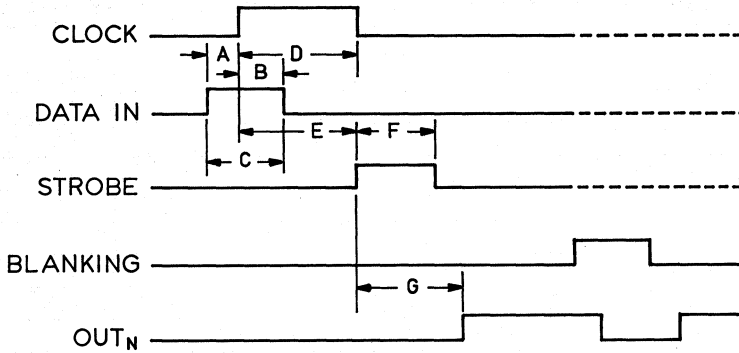 CLOCK
A D
B
DATA IN
E F
C
STROBE
BLANKING
G
OUTN